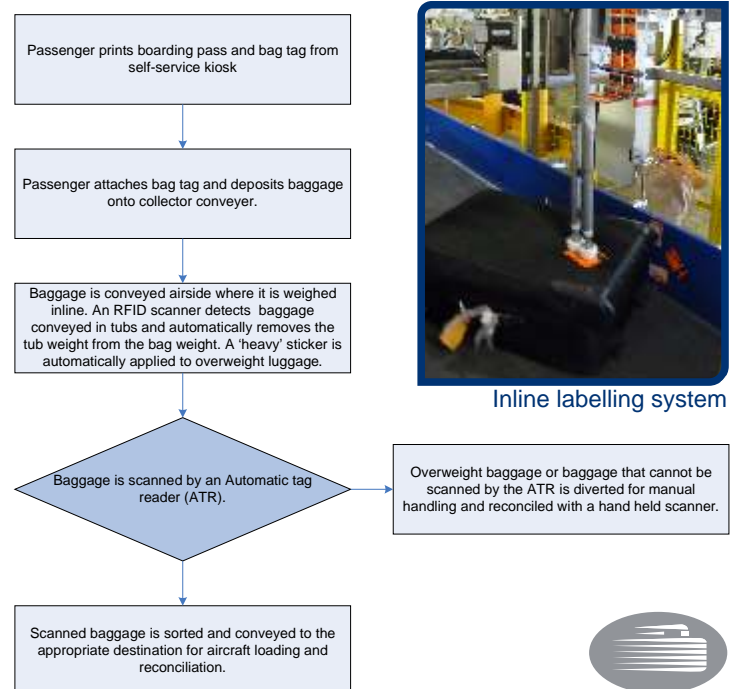 Passenger prints boarding pass and bag tag from
self-service kiosk
Passenger attaches bag tag and deposits baggage
onto collector conveyer.
Baggage is conveyed airside where it is weighed
inline. An RFID scanner detects baggage
conveyed in tubs and automatically removes the
tub weight from the bag weight. A ‘heavy’ sticker is
automatically applied to overweight luggage.
Inline labelling system
Baggage is scanned by an Automatic tag
reader (ATR).
Overweight baggage or baggage that cannot be
scanned by the ATR is diverted for manual
handling and reconciled with a hand held scanner.
Scanned baggage is sorted and conveyed to the
appropriate destination for aircraft loading and
reconciliation.